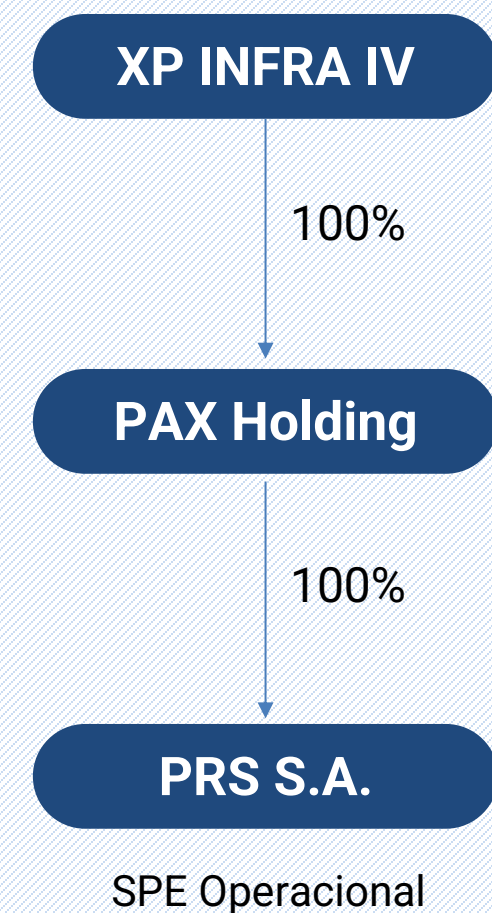 XP INFRA IV
100%
PAX Holding
100%
PRS S.A.
SPE Operacional